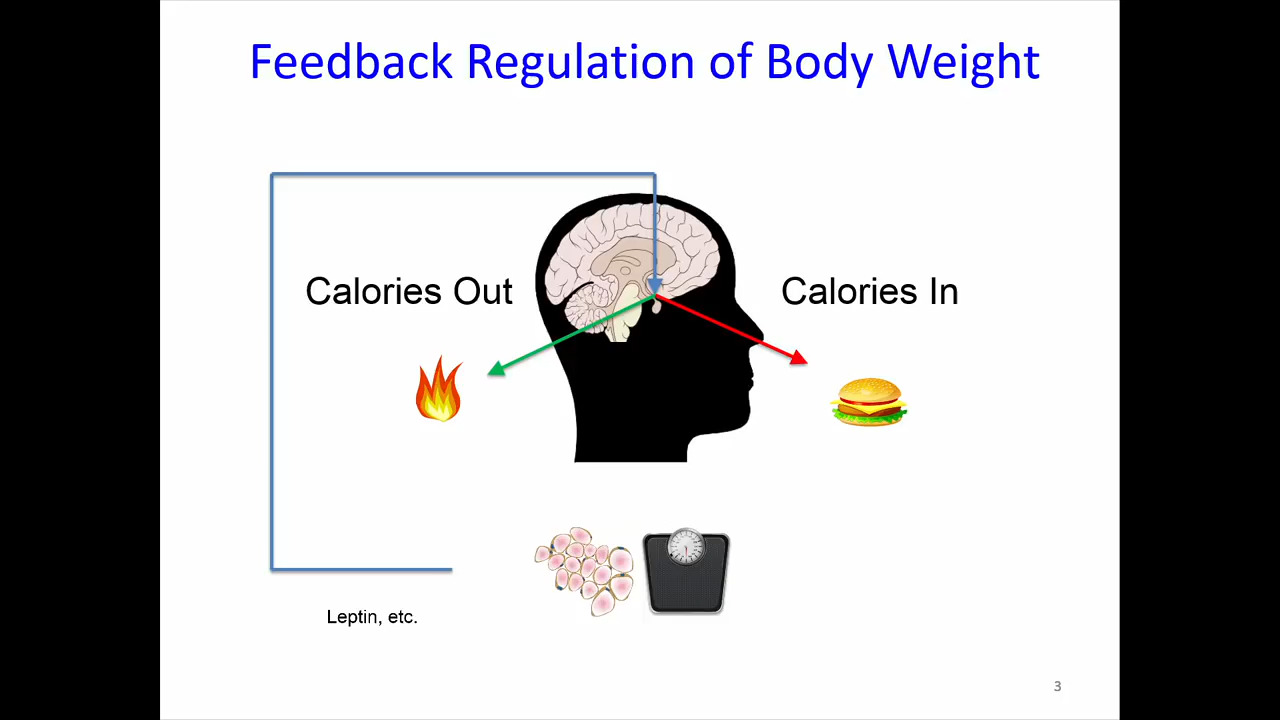 Feedback Regulation of Body Weight
Calories Out
Calories In
Leptin, etc.
3